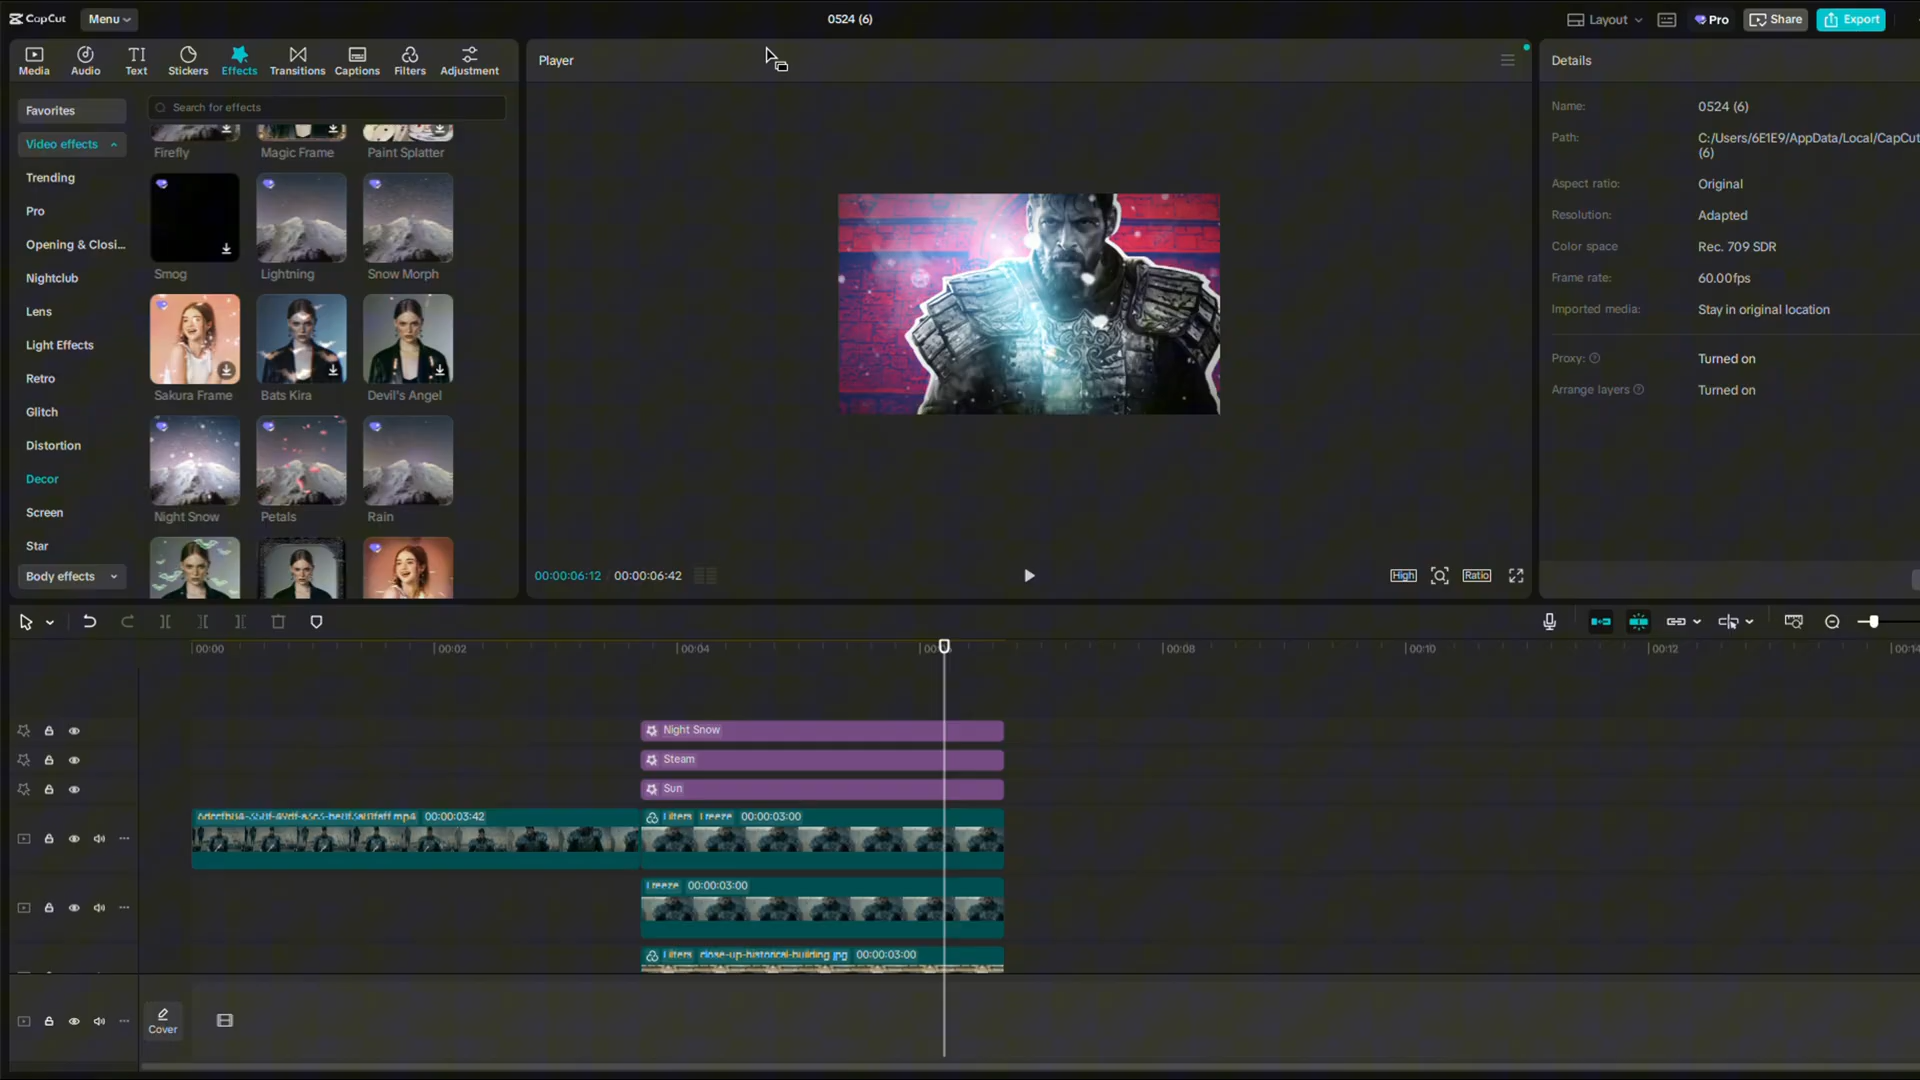 CapCut
Menu
0524 (6)
Layout
Pro
Share
Export
Media
Audio
Text
Stickers
Effects
Transitions
Captions
Filters
Adjustment
Player
Details
Favorites
Search for effects
Video effects
Firefly
Magic Frame
Paint Splatter
Trending
Pro
Opening & Closi...
Nightclub
Lens
Light Effects
Retro
Glitch
Distortion
Decor
Screen
Star
Body effects
Smog
Lightning
Snow Morph
Sakura Frame
Bats Kira
Devil's Angel
Night Snow
Petals
Rain
Name:
0524 (6)
Path:
C:/Users/6E1E9/AppData/Local/CapCut
(6)
Aspect ratio:
Original
Resolution:
Adapted
Color space
Rec. 709 SDR
Frame rate:
60.00fps
Imported media:
Stay in original location
Proxy:
Turned on
Arrange layers
Turned on
00:00:06:12
00:00:06:42
High
Ratio
00:00
00:02
00:04
00:08
00:10
00:12
00:14
Night Snow
Steam
Sun
00:00:03:42
Filters Freeze 00:00:03:00
Freeze 00:00:03:00
Filters close-up-historical-building.jpg 00:00:03:00
Cover